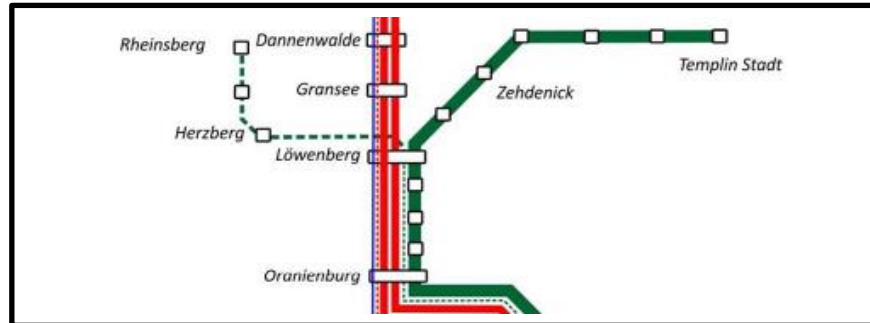 Rheinsberg
Dannenwalde
Gransee
Zehdenick
Templin Stadt
Herzberg
Löwenberg
Oranienburg